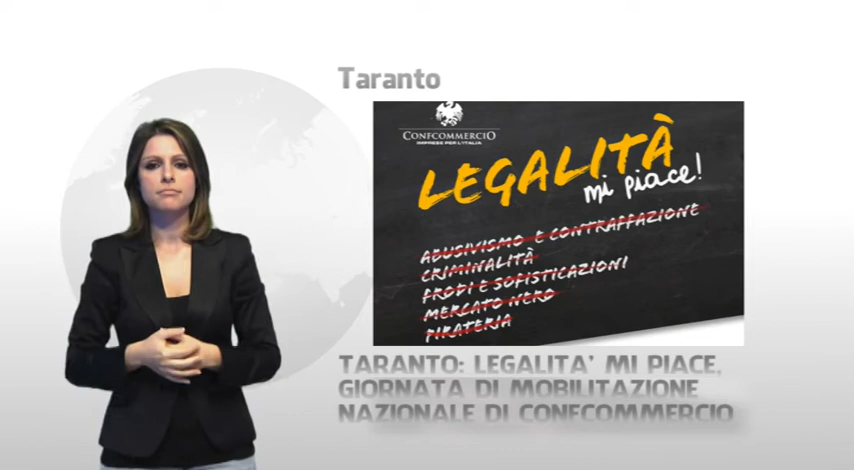 Taranto
CONFCOMMERCIO
IMPRESE PER L'ITALIA
LEGALITÀ
mi piace!
ABUSIVISMO E CONTRAFFAZIONE
CRIMINALITÀ
FRODI E SOFISTICAZIONI
MERCATO NERO
PIRATERIA
TARANTO: LEGALITA' MI PIACE,
GIORNATA DI MOBILITAZIONE
NAZIONALE DI CONFCOMMERCIO